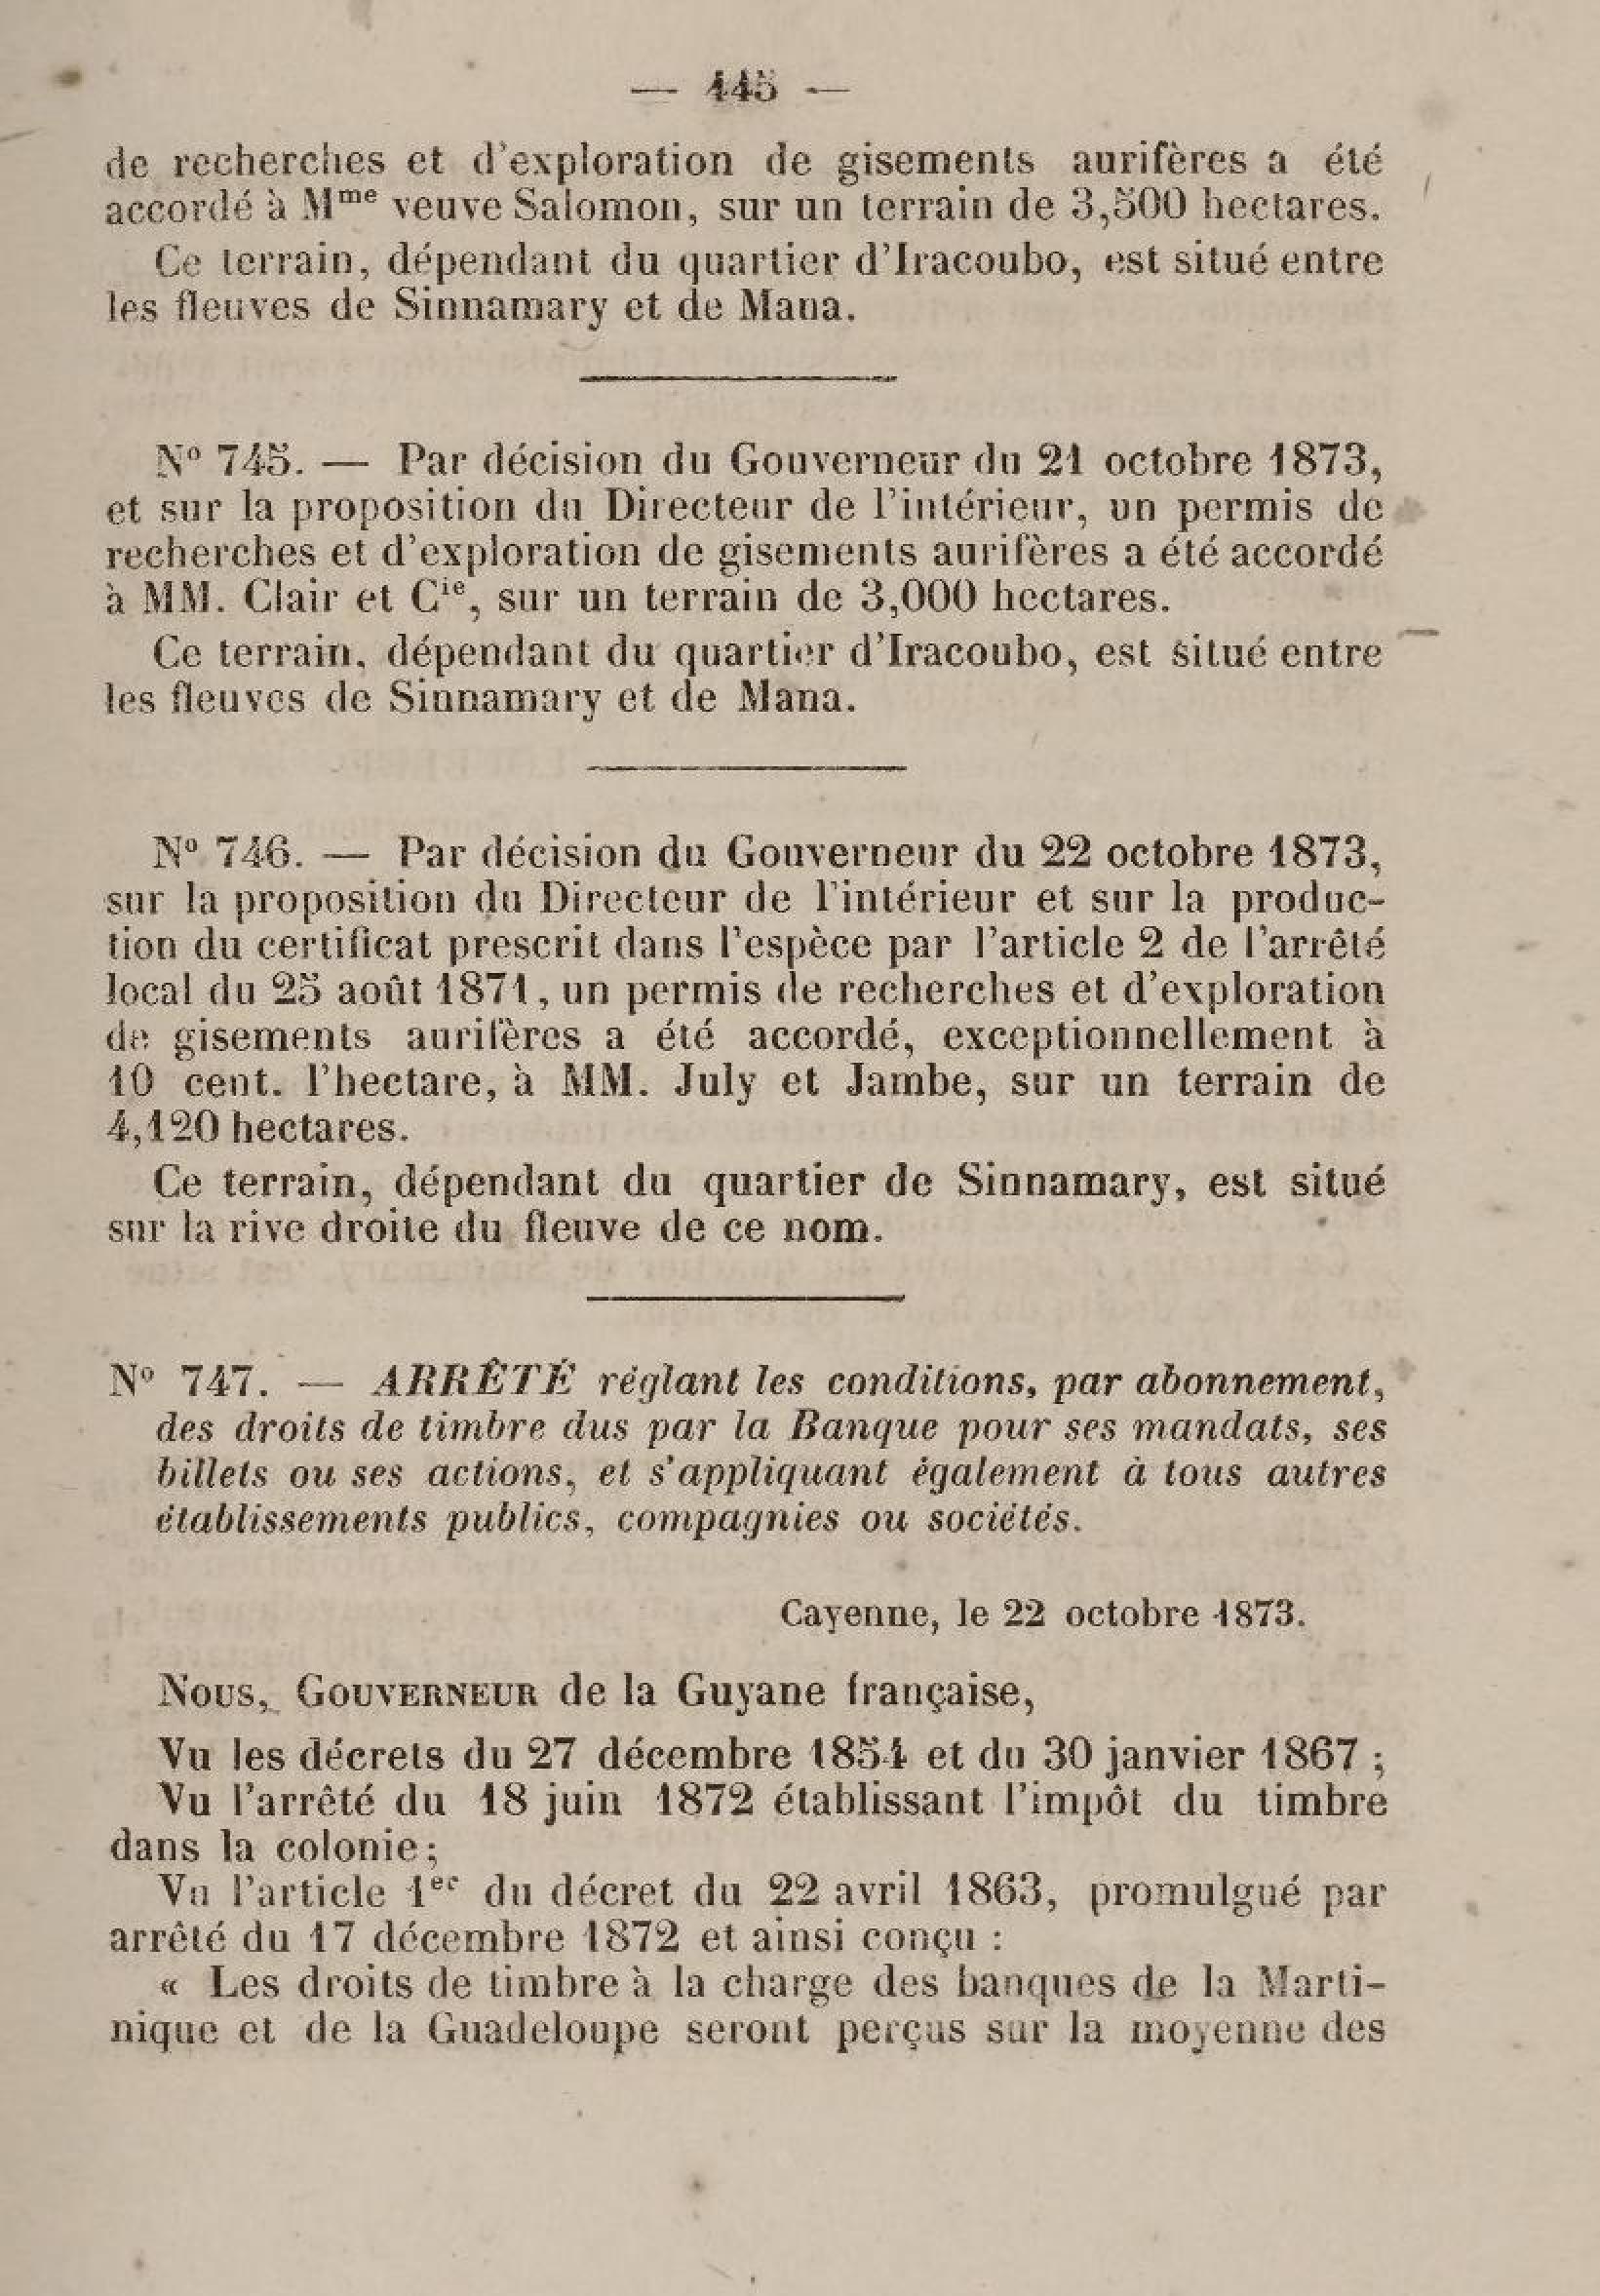 — 445 —
de recherches et d'exploration de gisements aurifères a été
accordé à Mme veuve Salomon, sur un terrain de 3,500 hectares.
Ce terrain, dépendant du quartier d'Iracoubo, est situé entre
les fleuves de Sinnamary et de Mana.
N° 745. — Par décision du Gouverneur du 21 octobre 1873,
et sur la proposition du Directeur de l'intérieur, un permis de
recherches et d'exploration de gisements aurifères a été accordé
à MM. Clair et Cie, sur un terrain de 3,000 hectares.
Ce terrain, dépendant du quartier d'Iracoubo, est situé entre
les fleuves de Sinnamary et de Mana.
N° 746. — Par décision du Gouverneur du 22 octobre 1873,
sur la proposition du Directeur de l'intérieur et sur la produc-
tion du certificat prescrit dans l'espèce par l'article 2 de l'arrêté
local du 25 août 1871, un permis de recherches et d'exploration
de gisements aurifères a été accordé, exceptionnellement à
10 cent. l'hectare, à MM. July et Jambe, sur un terrain de
4,120 hectares.
Ce terrain, dépendant du quartier de Sinnamary, est situé
sur la rive droite du fleuve de ce nom.
N° 747. — ARRÊTÉ réglant les conditions, par abonnement,
des droits de timbre dus par la Banque pour ses mandats, ses
billets ou ses actions, et s'appliquant également à tous autres
établissements publics, compagnies ou sociétés.
Cayenne, le 22 octobre 1873.
Nous, Gouverneur de la Guyane française,
Vu les décrets du 27 décembre 1854 et du 30 janvier 1867 ;
Vu l'arrêté du 18 juin 1872 établissant l'impôt du timbre
dans la colonie;
Vu l'article 1er du décret du 22 avril 1863, promulgué par
arrêté du 17 décembre 1872 et ainsi conçu :
« Les droits de timbre à la charge des banques de la Marti-
nique et de la Guadeloupe seront perçus sur la moyenne des